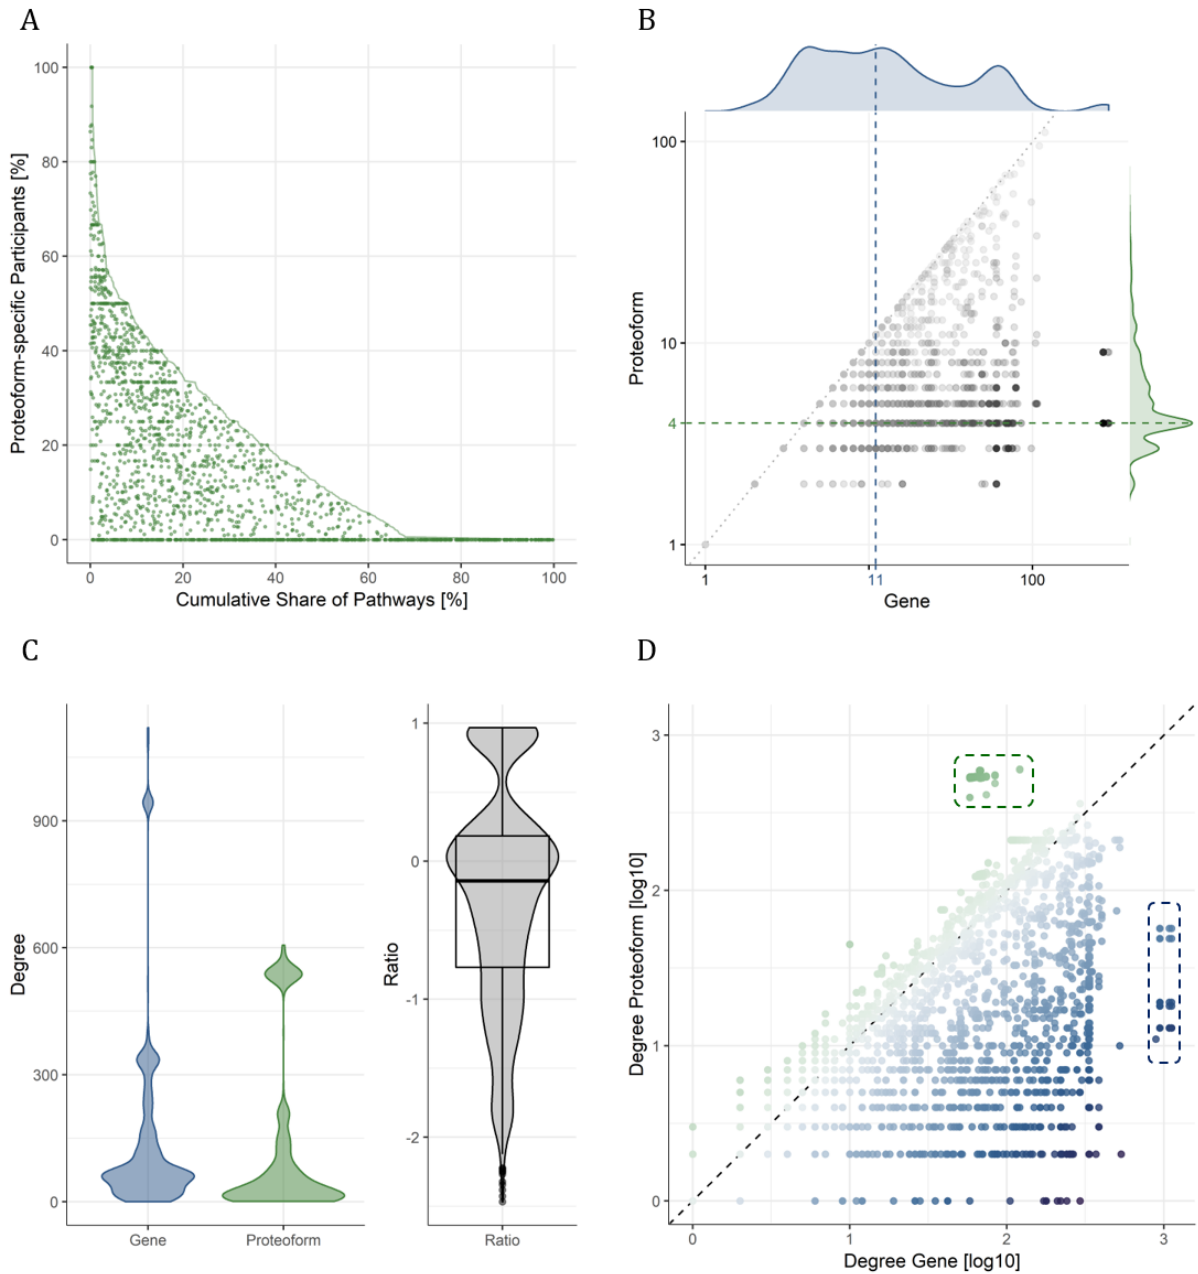 A
Proteoform-specific Participants [%]
100
80
60
40
20
0
0 20 40 60 80 100
Cumulative Share of Pathways [%]
B
Proteoform
100
10
4
1
1 11 100
Gene
C
Degree
900
600
300
0
Gene Proteoform
Ratio
1
0
-1
-2
Ratio
D
Degree Proteoform [log10]
3
2
1
0
0 1 2 3
Degree Gene [log10]